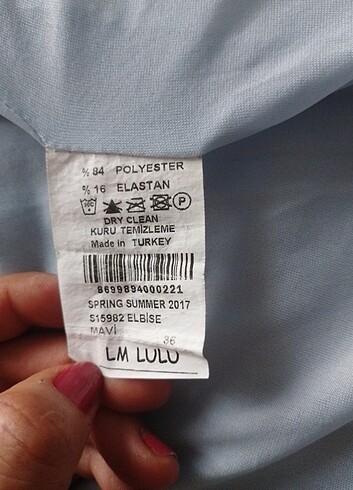 % 84 POLYESTER
% 16 ELASTAN
P
DRY CLEAN
KURU TEMİZLEME
Made in TURKEY
8699894000221
SPRING SUMMER 2017
S15982 ELBİSE
MAVİ
36
LM LULU